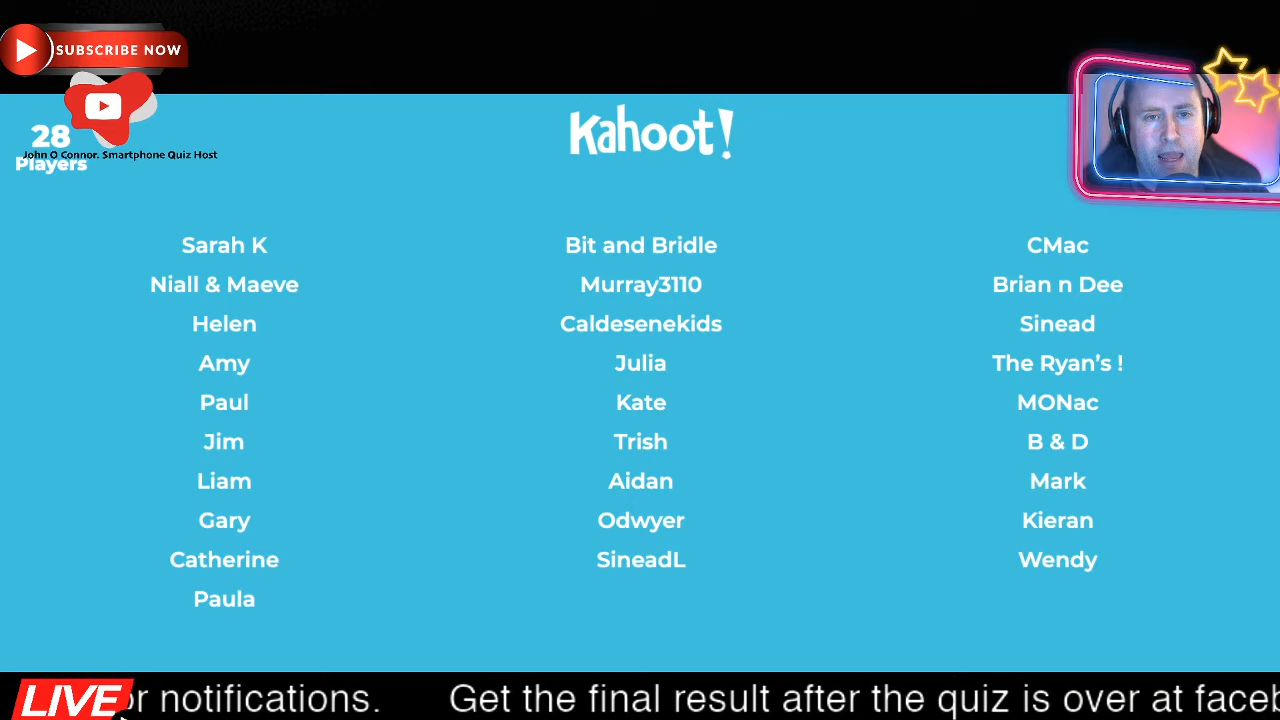 SUBSCRIBE NOW
Kahoot!
28
John O Connor. Smartphone Quiz Host
Players
Sarah K
Bit and Bridle
CMac
Niall & Maeve
Murray3110
Brian n Dee
Helen
Caldesenekids
Sinead
Amy
Julia
The Ryan’s !
Paul
Kate
MONac
Jim
Trish
B & D
Liam
Aidan
Mark
Gary
Odwyer
Kieran
Catherine
SineadL
Wendy
Paula
LIVE
or notifications. Get the final result after the quiz is over at faceb